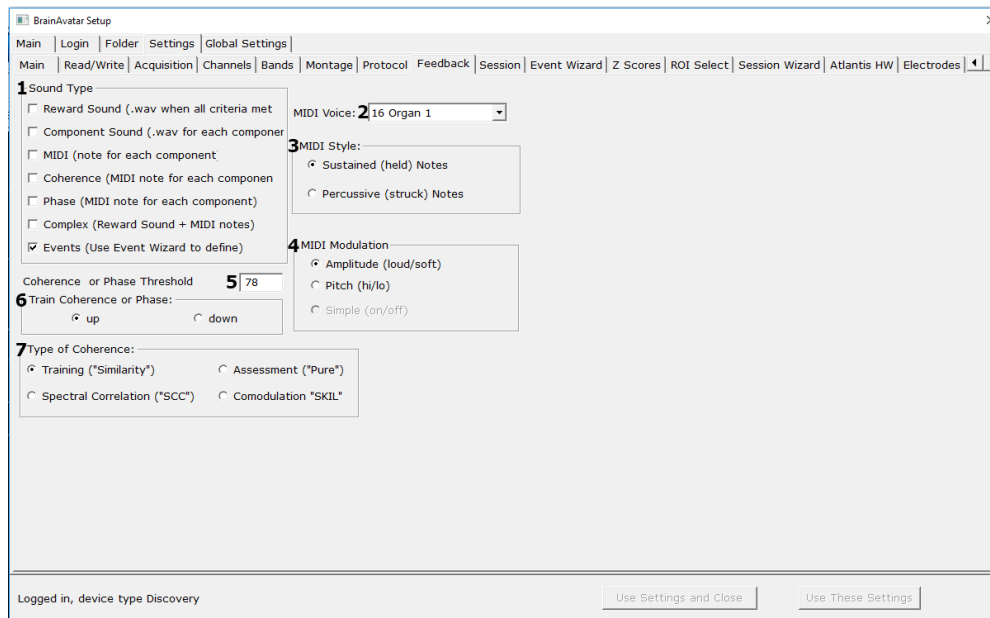 BrainAvatar Setup
Main Login Folder Settings Global Settings
Main Read/Write Acquisition Channels Bands Montage Protocol Feedback Session Event Wizard Z Scores ROI Select Session Wizard Atlantis HW Electrodes
1 Sound Type
Reward Sound (.wav when all criteria met
Component Sound (.wav for each componer
MIDI (note for each component
Coherence (MIDI note for each componen
Phase (MIDI note for each component)
Complex (Reward Sound + MIDI notes)
Events (Use Event Wizard to define)
MIDI Voice: 2 16 Organ 1
3 MIDI Style:
Sustained (held) Notes
Percussive (struck) Notes
4 MIDI Modulation
Amplitude (loud/soft)
Pitch (hi/lo)
Simple (on/off)
Coherence or Phase Threshold 5 78
6 Train Coherence or Phase:
up down
7 Type of Coherence:
Training ("Similarity") Assessment ("Pure")
Spectral Correlation ("SCC") Comodulation "SKIL"
Logged in, device type Discovery
Use Settings and Close Use These Settings